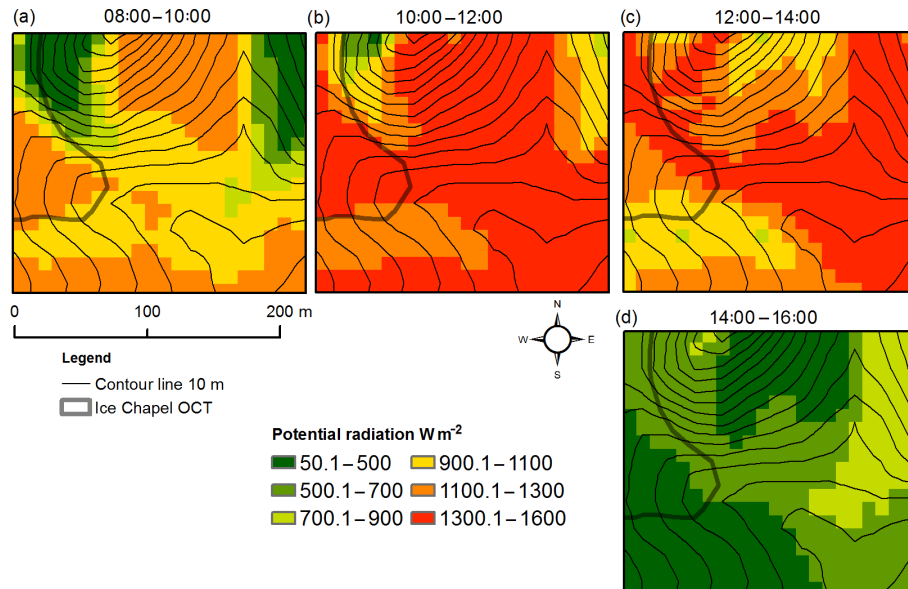 (a) 08:00–10:00
(b) 10:00–12:00
(c) 12:00–14:00
0 100 200 m
Legend
Contour line 10 m
Ice Chapel OCT
N
W E
S
(d) 14:00–16:00
Potential radiation W m⁻²
50.1–500 900.1–1100
500.1–700 1100.1–1300
700.1–900 1300.1–1600